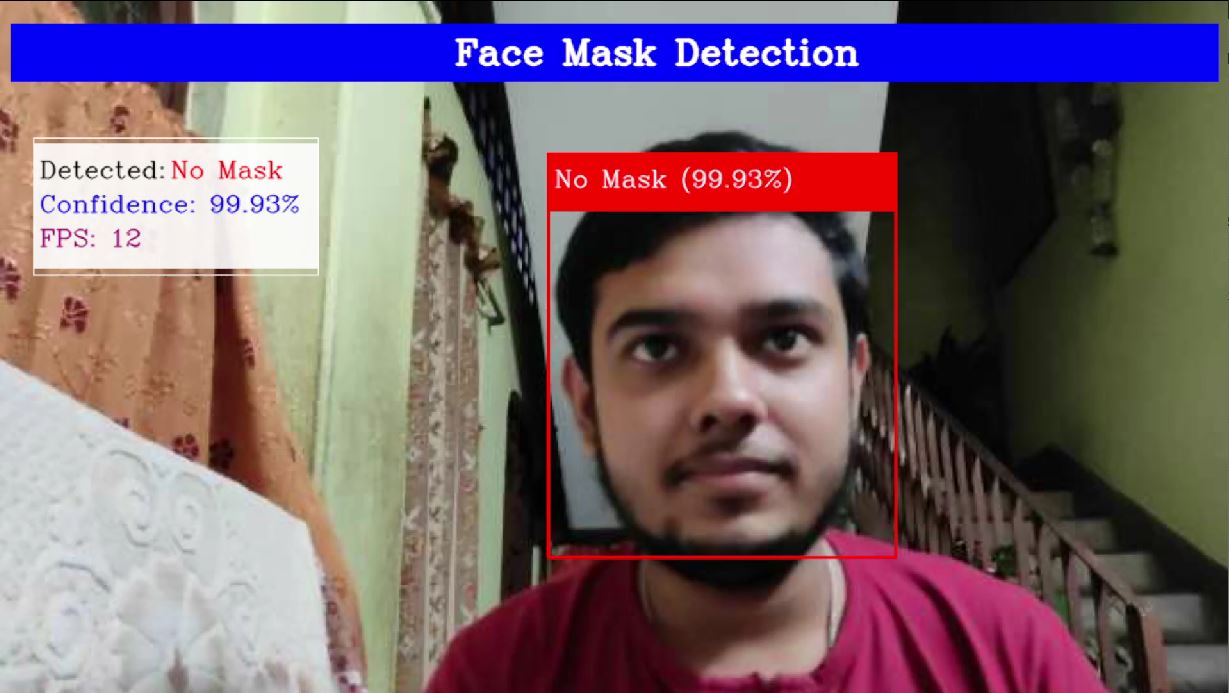 Face Mask Detection
Detected: No Mask
Confidence: 99.93%
FPS: 12
No Mask (99.93%)